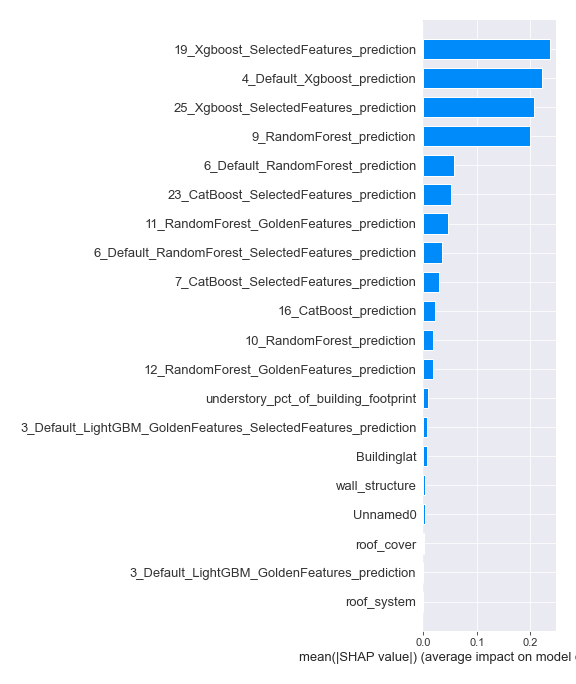 19_Xgboost_SelectedFeatures_prediction
4_Default_Xgboost_prediction
25_Xgboost_SelectedFeatures_prediction
9_RandomForest_prediction
6_Default_RandomForest_prediction
23_CatBoost_SelectedFeatures_prediction
11_RandomForest_GoldenFeatures_prediction
6_Default_RandomForest_SelectedFeatures_prediction
7_CatBoost_SelectedFeatures_prediction
16_CatBoost_prediction
10_RandomForest_prediction
12_RandomForest_GoldenFeatures_prediction
understory_pct_of_building_footprint
3_Default_LightGBM_GoldenFeatures_SelectedFeatures_prediction
Buildinglat
wall_structure
Unnamed0
roof_cover
3_Default_LightGBM_GoldenFeatures_prediction
roof_system
0.0 0.1 0.2
mean(|SHAP value|) (average impact on model